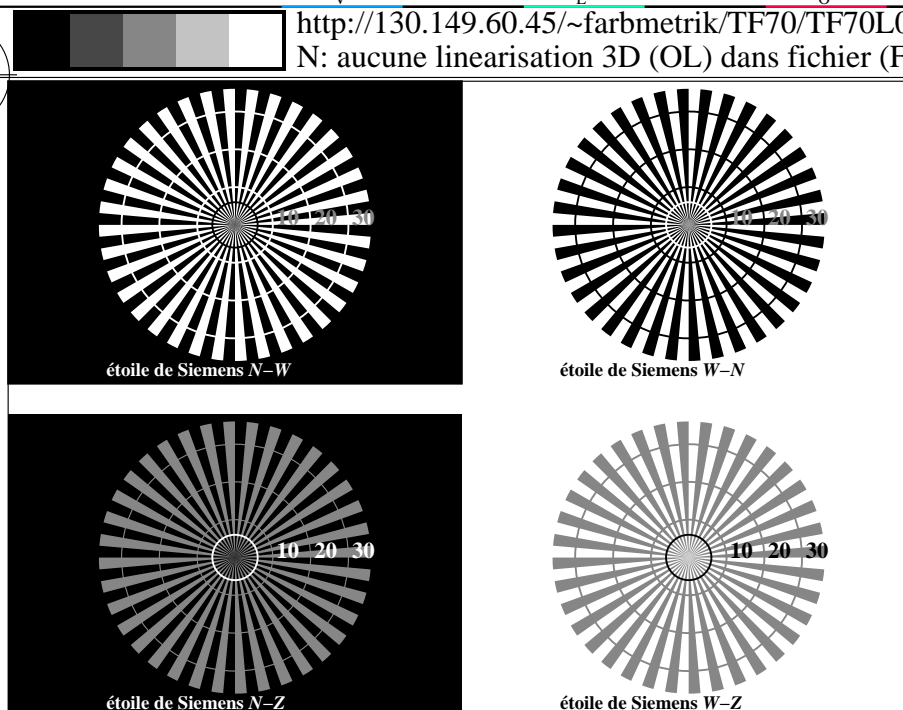 http://130.149.60.45/~farbmetrik/TF70/TF70L0
N: aucune linearisation 3D (OL) dans fichier (F
10 20 30
10 20 30
étoile de Siemens N–W
étoile de Siemens W–N
10 20 30
10 20 30
étoile de Siemens N–Z
étoile de Siemens W–Z